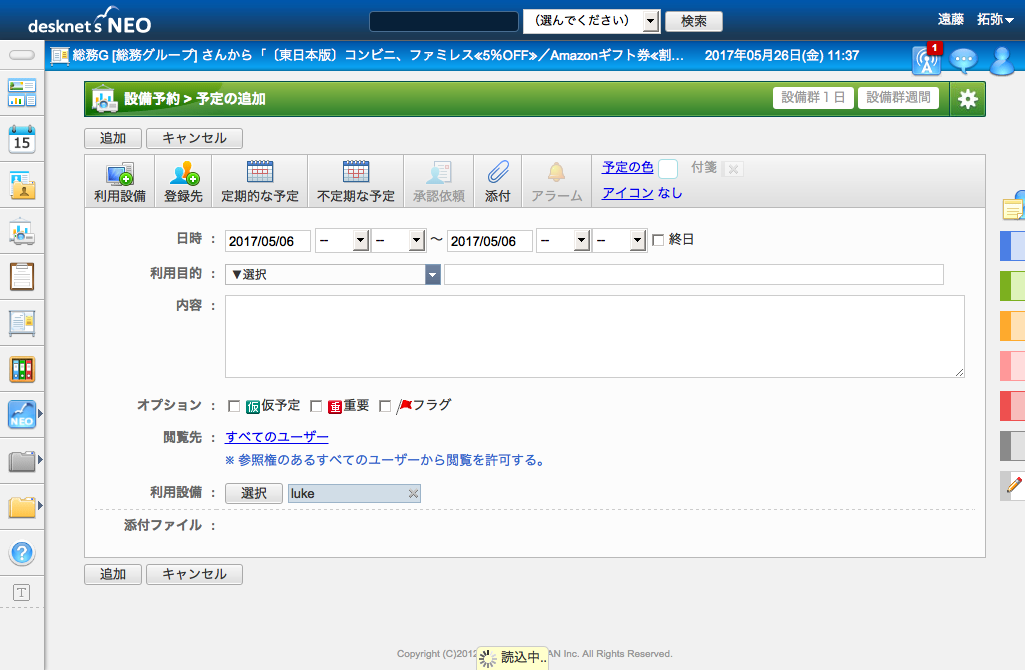 desknet's NEO （選んでください） 検索 遠藤 拓弥
総務G [総務グループ] さんから「〔東日本版〕コンビニ、ファミレス≪5%OFF≫／Amazonギフト券≪割… 2017年05月26日(金) 11:37 1
設備予約 > 予定の追加 設備群１日 設備群週間
15
追加 キャンセル
利用設備 登録先 定期的な予定 不定期な予定 承認依頼 添付 アラーム 予定の色 付箋
アイコン なし
日時 : 2017/05/06 -- -- ～ 2017/05/06 -- -- 終日
利用目的 : ▼選択
内容 :
オプション : 仮 仮予定 重 重要 フラグ
NEO
閲覧先 : すべてのユーザー
※ 参照権のあるすべてのユーザーから閲覧を許可する。
利用設備 : 選択 luke
添付ファイル :
?
追加 キャンセル
T
Copyright (C)2012 読込中.. AN Inc. All Rights Reserved.